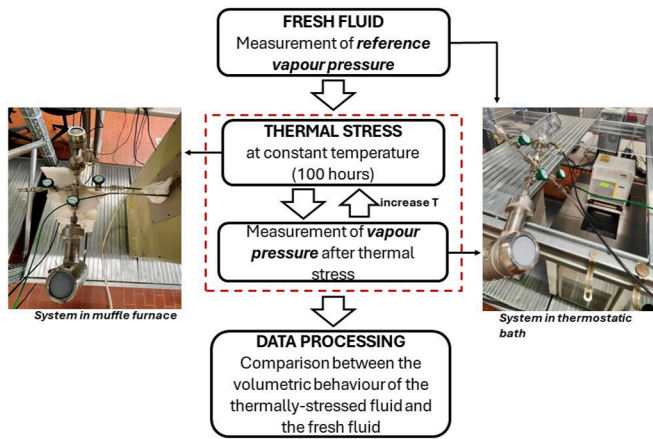 FRESH FLUID
Measurement of reference
vapour pressure
THERMAL STRESS
at constant temperature
(100 hours)
increase T
Measurement of vapour
pressure after thermal
stress
System in muffle furnace
System in thermostatic
bath
DATA PROCESSING
Comparison between the
volumetric behaviour of the
thermally-stressed fluid and
the fresh fluid